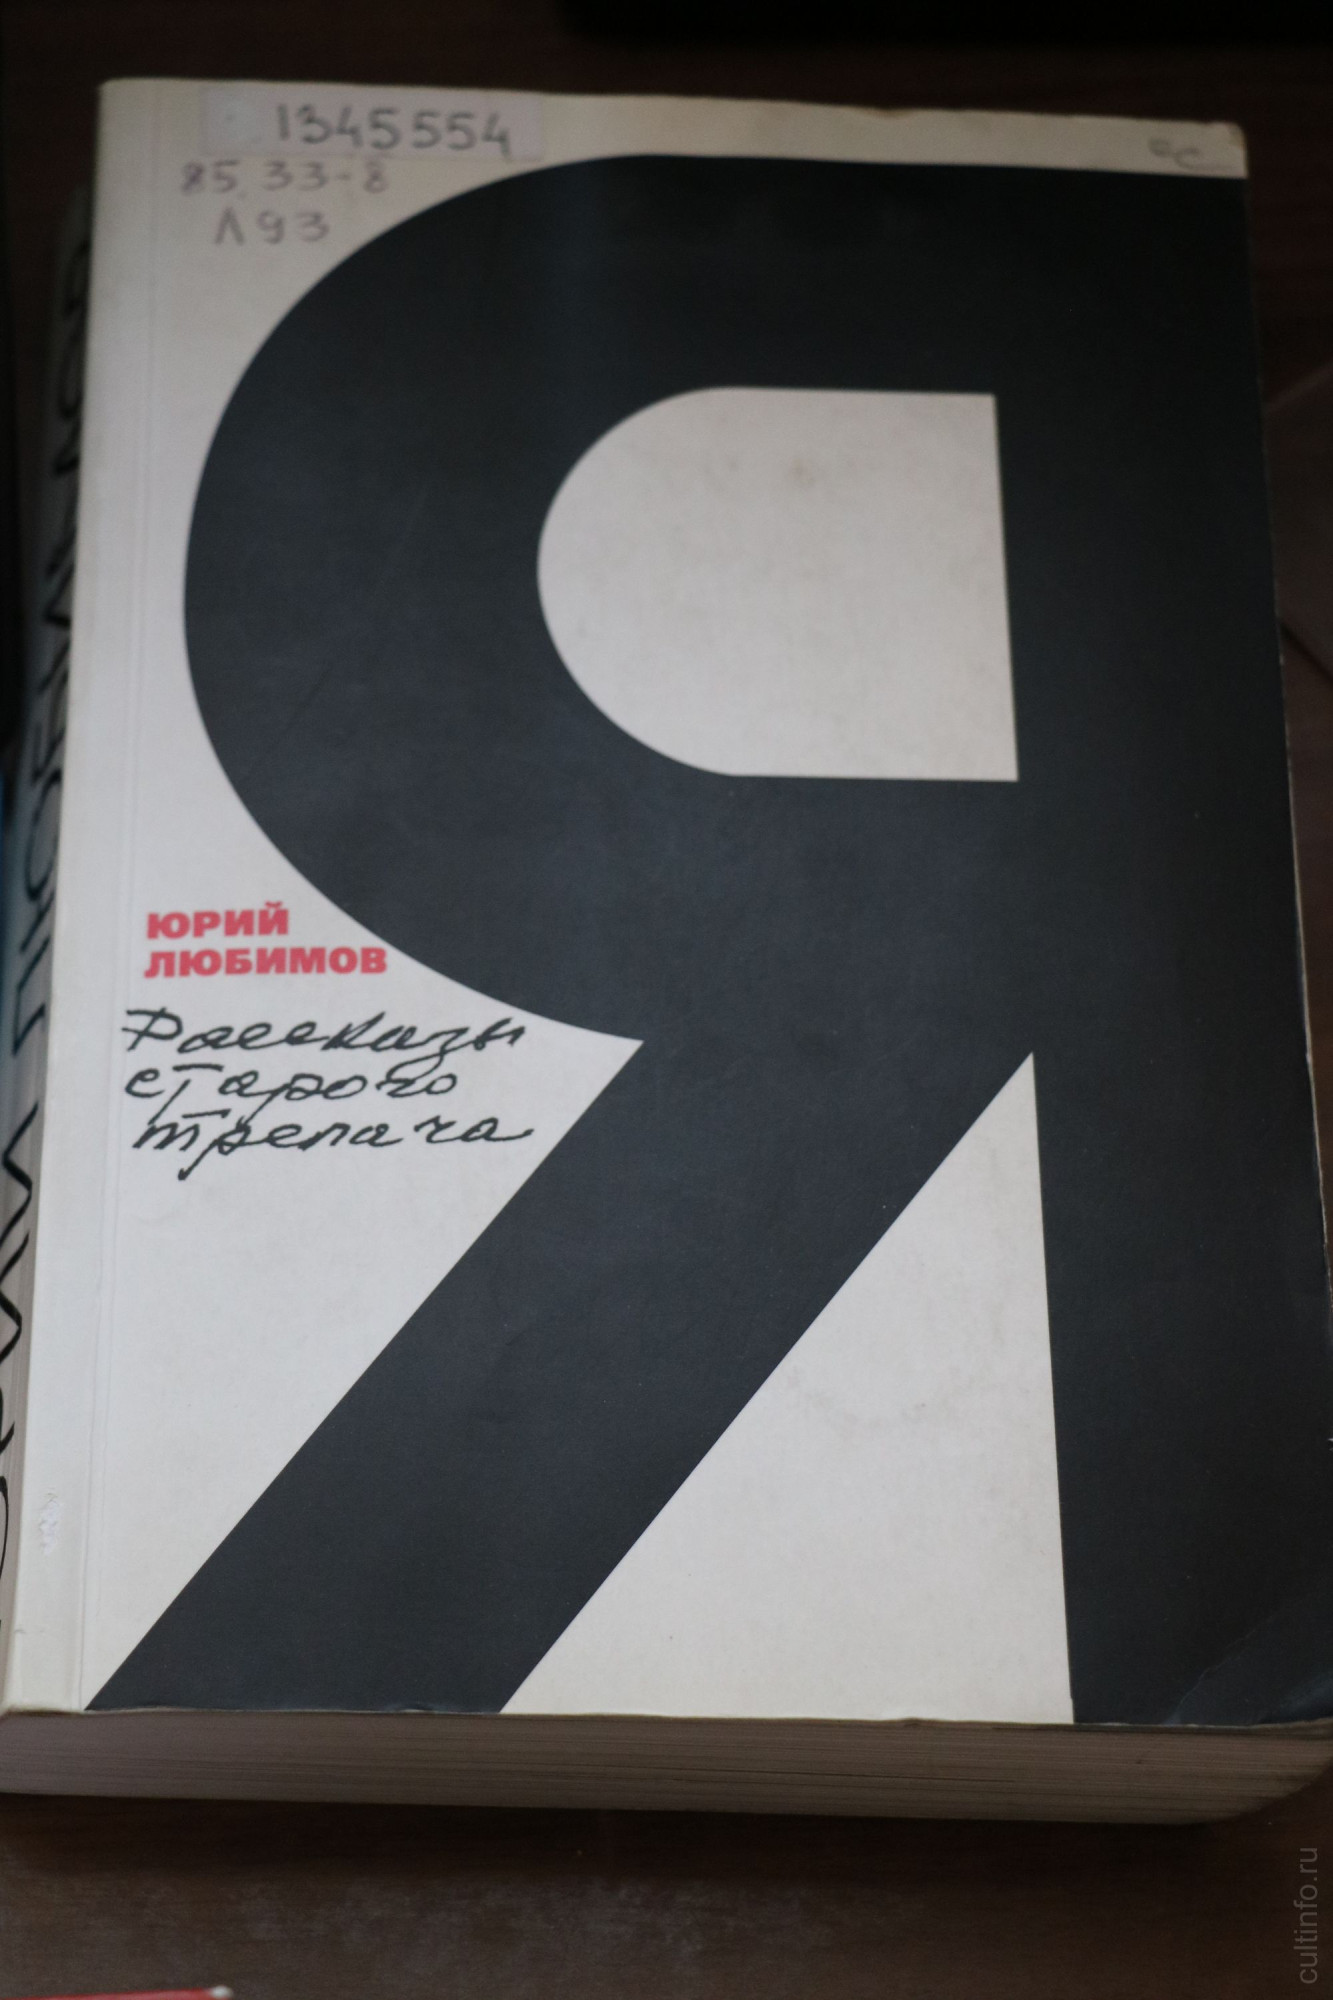 1345554
85.33-8
Л93
Я
ЮРИЙ
ЛЮБИМОВ
Рассказы
старого
трепача
cultinfo.ru